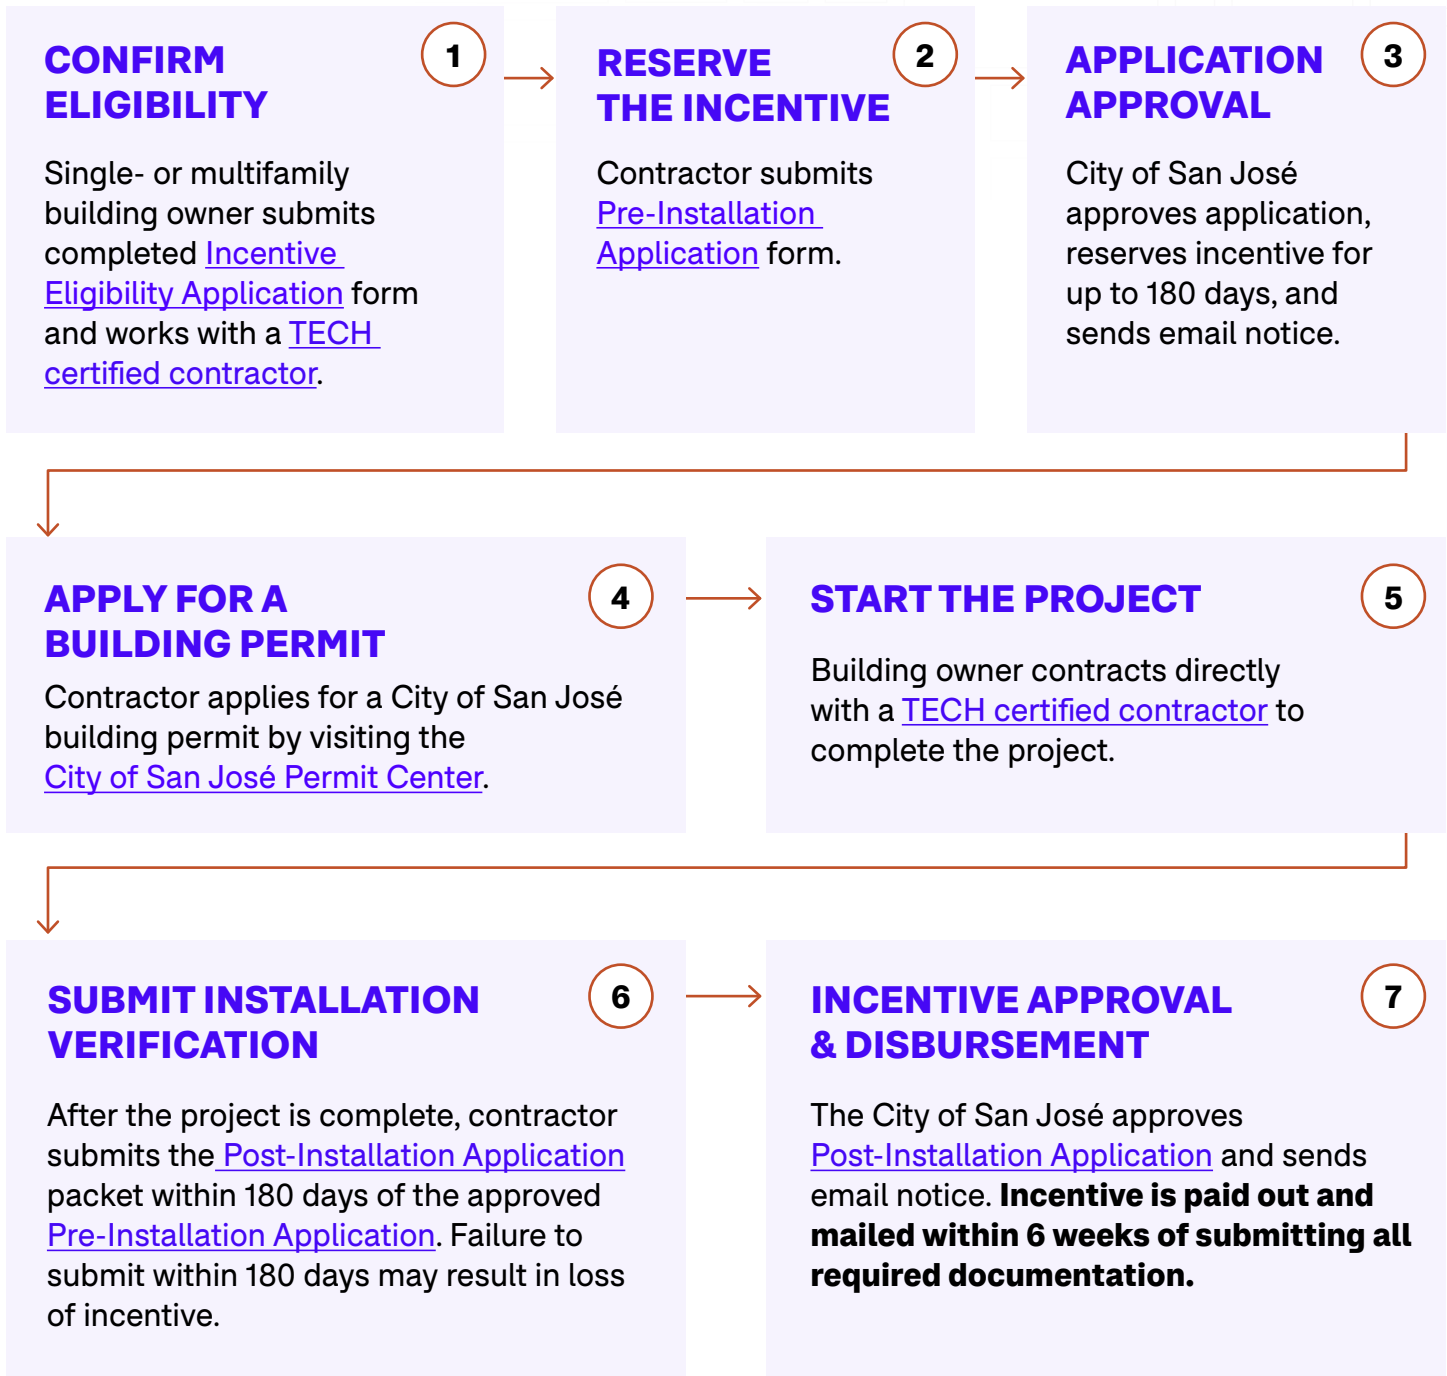 CONFIRM
ELIGIBILITY
1
Single- or multifamily
building owner submits
completed Incentive
Eligibility Application form
and works with a TECH
certified contractor.
RESERVE
THE INCENTIVE
2
Contractor submits
Pre-Installation
Application form.
APPLICATION
APPROVAL
3
City of San José
approves application,
reserves incentive for
up to 180 days, and
sends email notice.
APPLY FOR A
BUILDING PERMIT
4
Contractor applies for a City of San José
building permit by visiting the
City of San José Permit Center.
START THE PROJECT
5
Building owner contracts directly
with a TECH certified contractor to
complete the project.
SUBMIT INSTALLATION
VERIFICATION
6
After the project is complete, contractor
submits the Post-Installation Application
packet within 180 days of the approved
Pre-Installation Application. Failure to
submit within 180 days may result in loss
of incentive.
INCENTIVE APPROVAL
& DISBURSEMENT
7
The City of San José approves
Post-Installation Application and sends
email notice. Incentive is paid out and
mailed within 6 weeks of submitting all
required documentation.